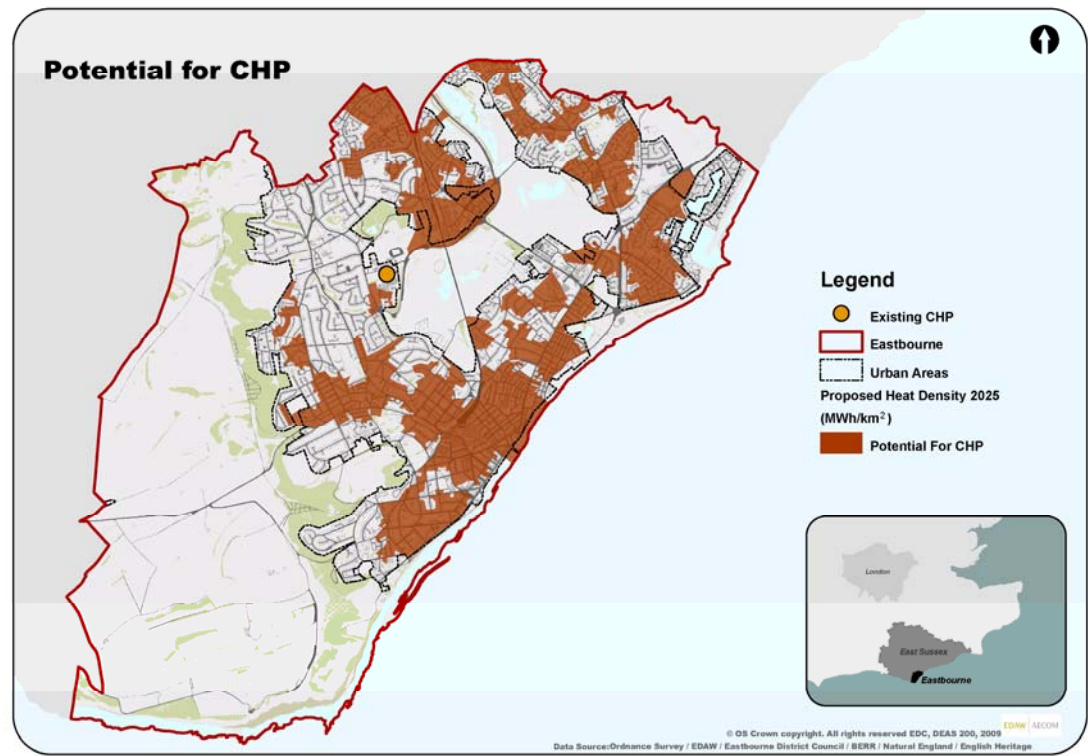 Potential for CHP
Legend
Existing CHP
Eastbourne
Urban Areas
Proposed Heat Density 2025
(MWh/km²)
Potential For CHP
London
East Sussex
Eastbourne
EDAW AECOM
© OS Crown copyright. All rights reserved EDC, DEAS 200, 2009
Data Source:Ordnance Survey / EDAW / Eastbourne District Council / BERR / Natural England / English Heritage